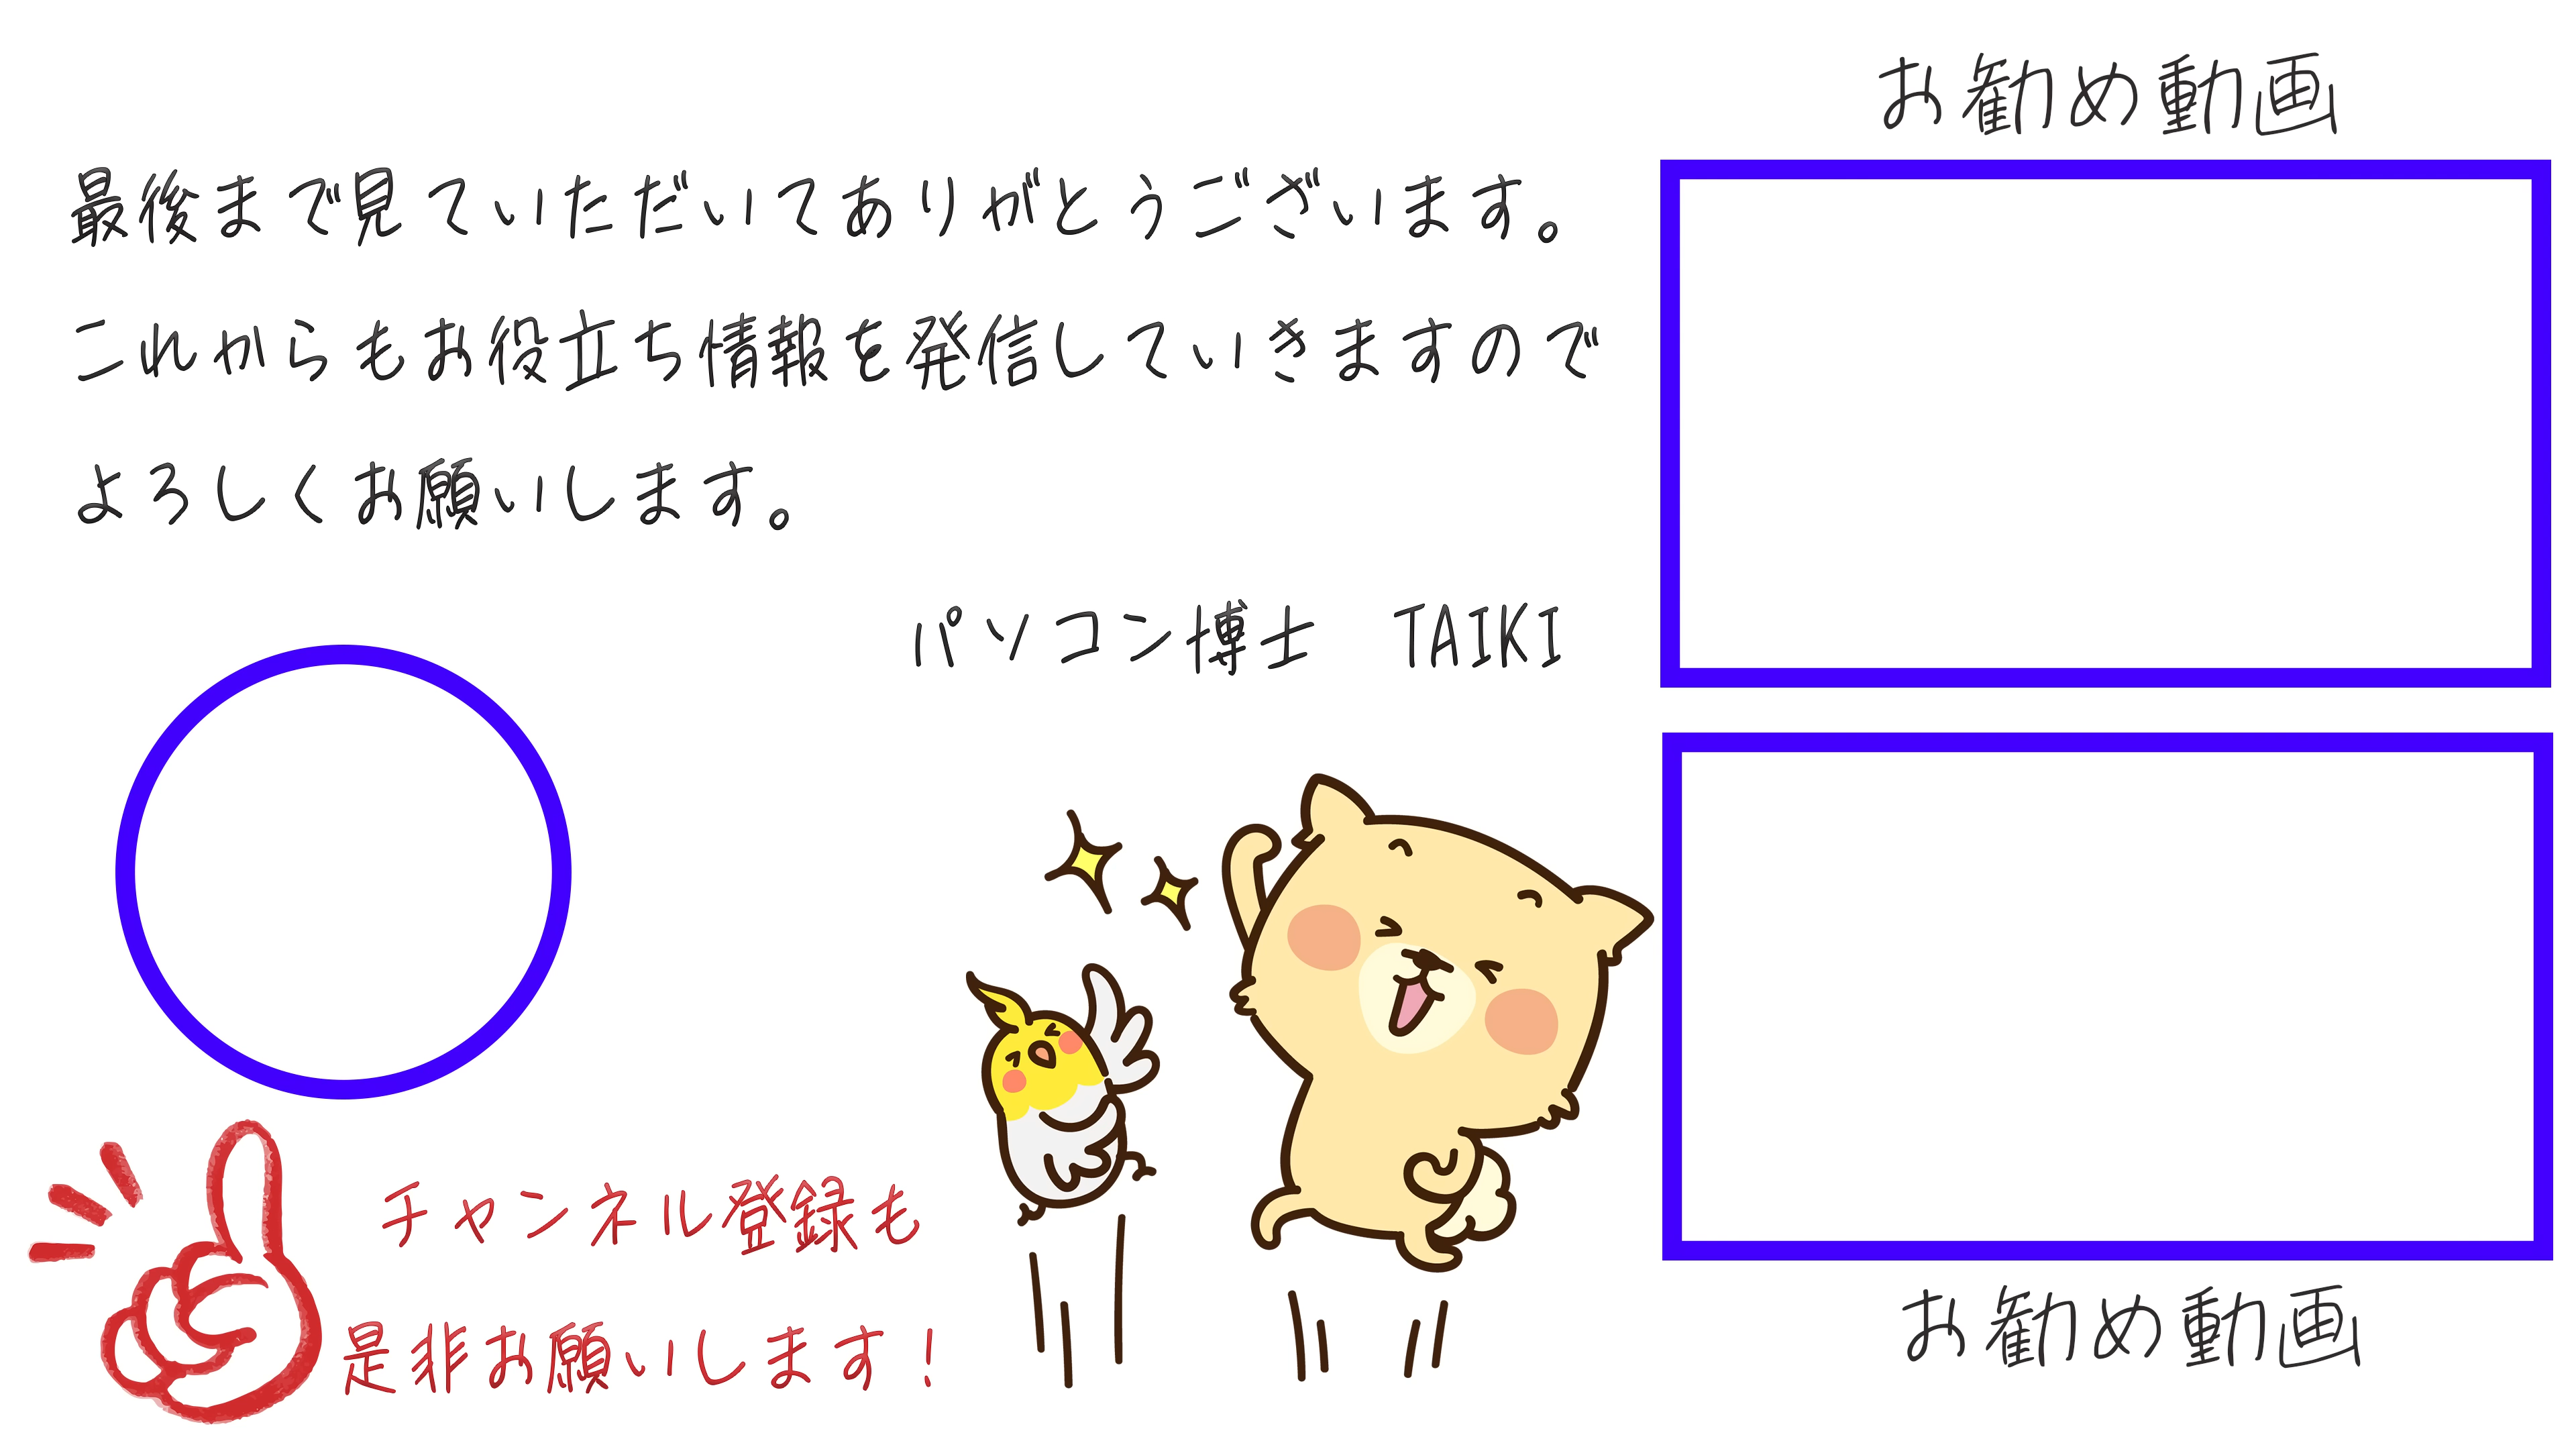 お勧め動画
最後まで見ていただいてありがとうございます。
これからもお役立ち情報を発信していきますので
よろしくお願いします。
パソコン博士　TAIKI
チャンネル登録も
是非お願いします！
お勧め動画